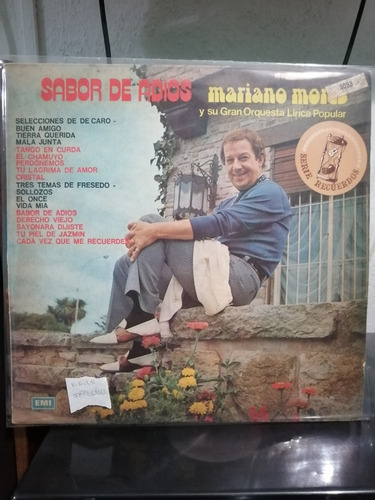 SABOR DE ADIOS
mariano mores
y su Gran Orquesta Lirica Popular
3053
SERIE RECUERDOS
SELECCIONES DE DE CARO -
BUEN AMIGO
TIERRA QUERIDA
MALA JUNTA
TANGO EN CURDA
EL CHAMUYO
PERDONEMOS
TU LAGRIMA DE AMOR
CRISTAL
TRES TEMAS DE FRESEDO -
SOLLOZOS
EL ONCE
VIDA MIA
SABOR DE ADIOS
DERECHO VIEJO
SAYONARA DIJISTE
TU PIEL DE JAZMIN
CADA VEZ QUE ME RECUERDES
EMI